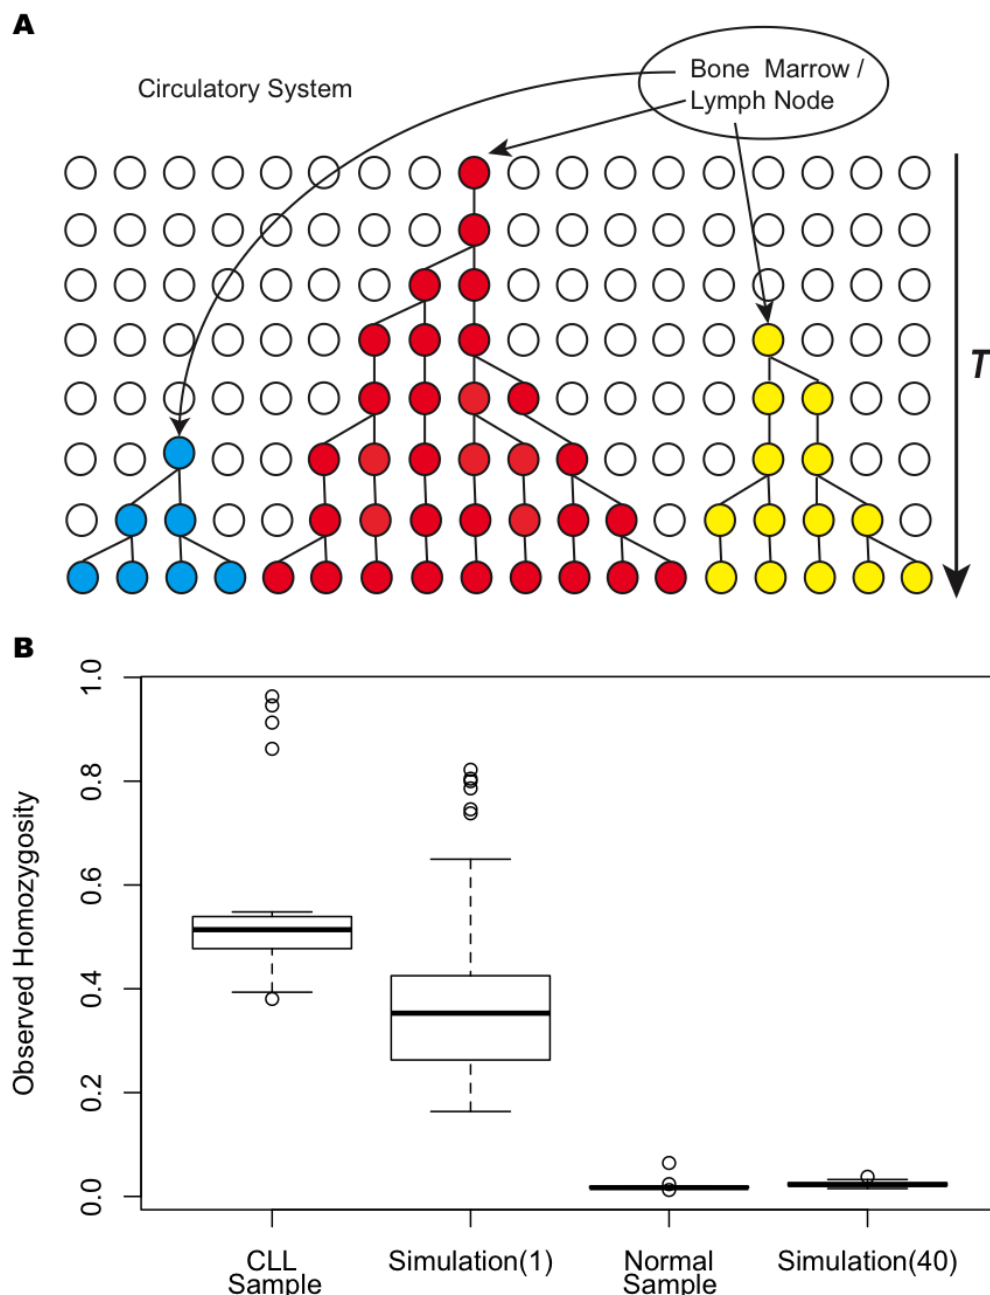 A
Circulatory System
Bone Marrow /
Lymph Node
T
B
Observed Homozygosity
1.0
0.8
0.6
0.4
0.2
0.0
CLL
Sample
Simulation(1)
Normal
Sample
Simulation(40)